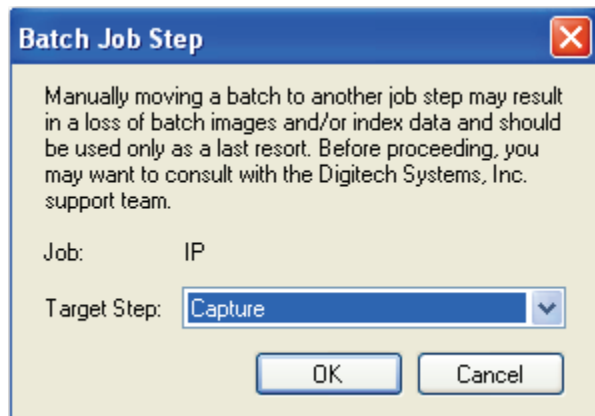 Batch Job Step
Manually moving a batch to another job step may result
in a loss of batch images and/or index data and should
be used only as a last resort. Before proceeding, you
may want to consult with the Digitech Systems, Inc.
support team.
Job: IP
Target Step: Capture
OK Cancel